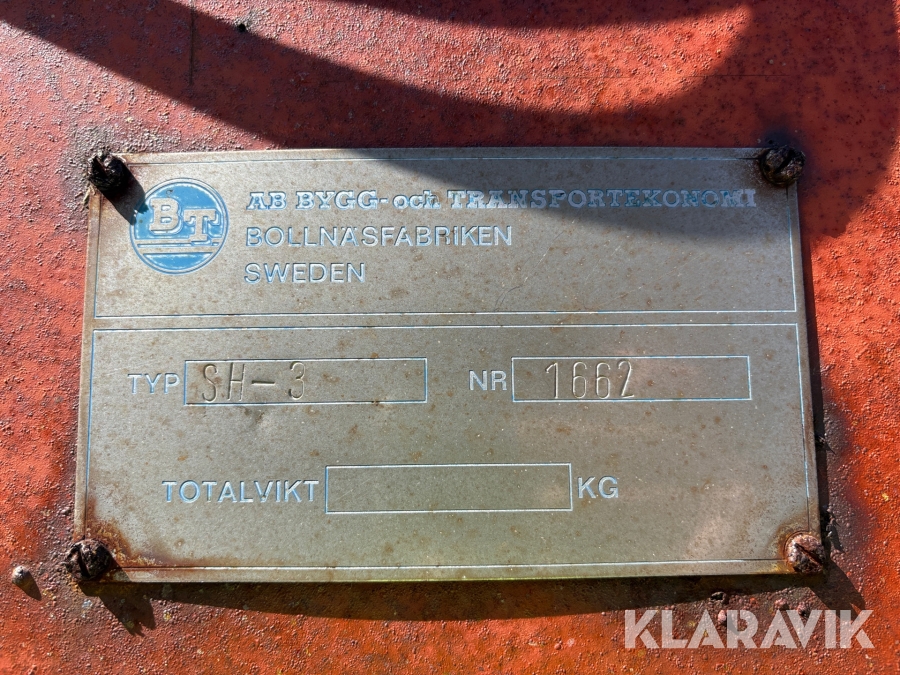 BT
AB BYGG- och TRANSPORTEKONOMI
BOLLNÄSFABRIKEN
SWEDEN
TYP SH-3 NR 1662
TOTALVIKT KG
KLARAVIK